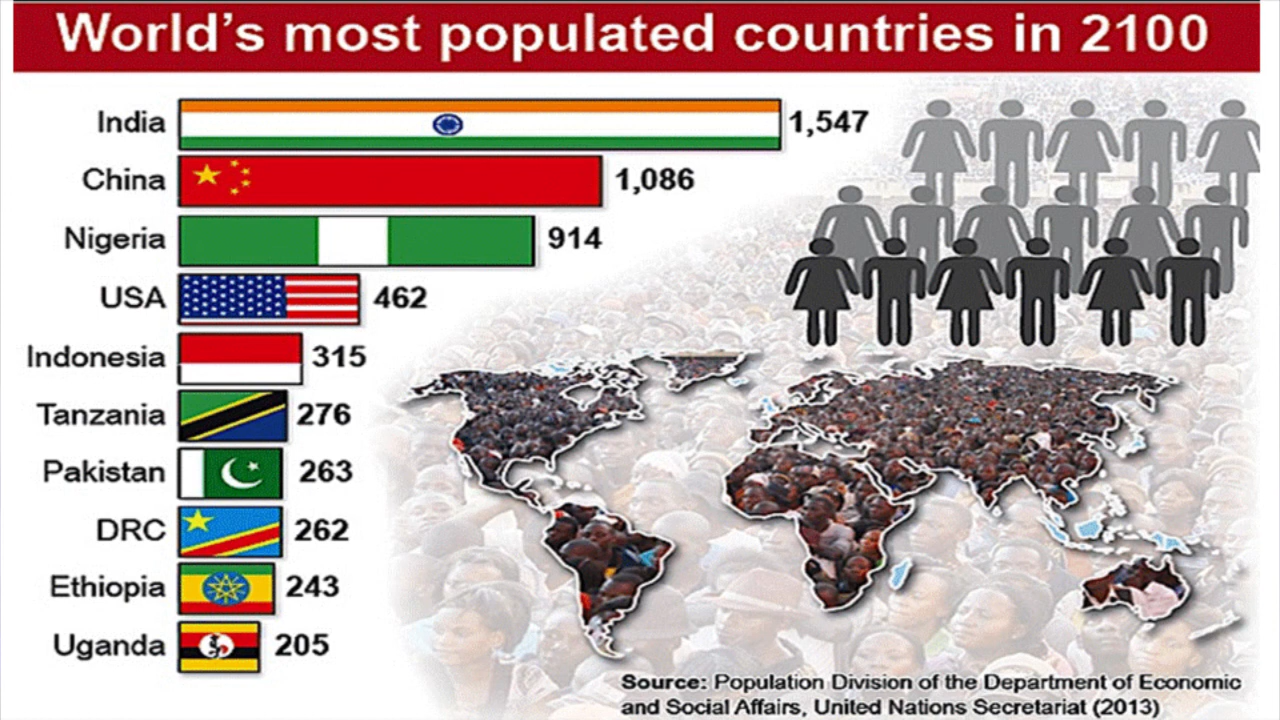 World's most populated countries in 2100
India 1,547
China 1,086
Nigeria 914
USA 462
Indonesia 315
Tanzania 276
Pakistan 263
DRC 262
Ethiopia 243
Uganda 205
Source: Population Division of the Department of Economic
and Social Affairs, United Nations Secretariat (2013)